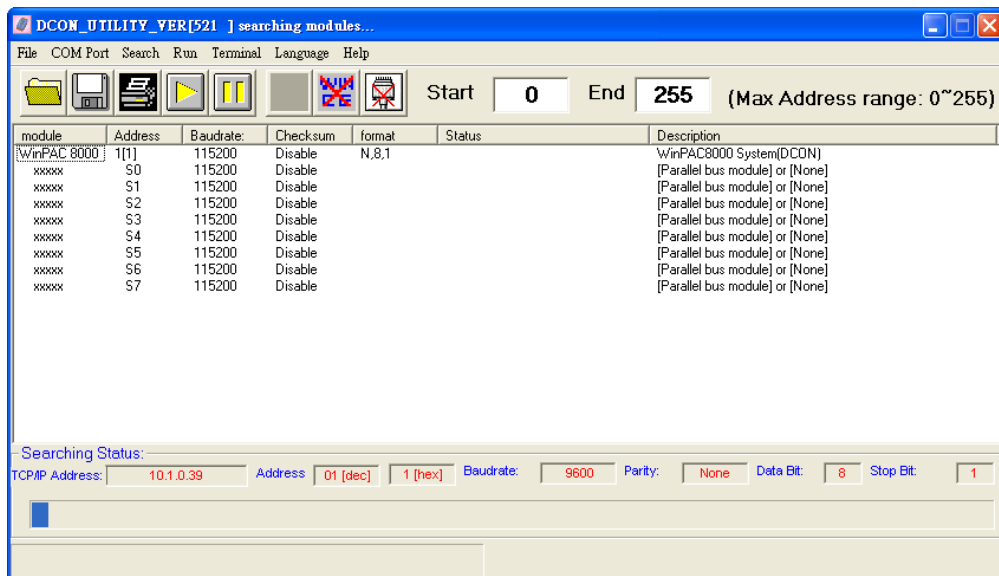 DCON_UTILITY_VER[521 ] searching modules...
File COM Port Search Run Terminal Language Help
Start 0 End 255 (Max Address range: 0~255)
module Address Baudrate: Checksum format Status Description
WinPAC 8000 1[1] 115200 Disable N,8,1 WinPAC8000 System(DCON)
xxxxx S0 115200 Disable [Parallel bus module] or [None]
xxxxx S1 115200 Disable [Parallel bus module] or [None]
xxxxx S2 115200 Disable [Parallel bus module] or [None]
xxxxx S3 115200 Disable [Parallel bus module] or [None]
xxxxx S4 115200 Disable [Parallel bus module] or [None]
xxxxx S5 115200 Disable [Parallel bus module] or [None]
xxxxx S6 115200 Disable [Parallel bus module] or [None]
xxxxx S7 115200 Disable [Parallel bus module] or [None]
Searching Status:
TCP/IP Address: 10.1.0.39 Address 01 [dec] 1 [hex] Baudrate: 9600 Parity: None Data Bit: 8 Stop Bit: 1